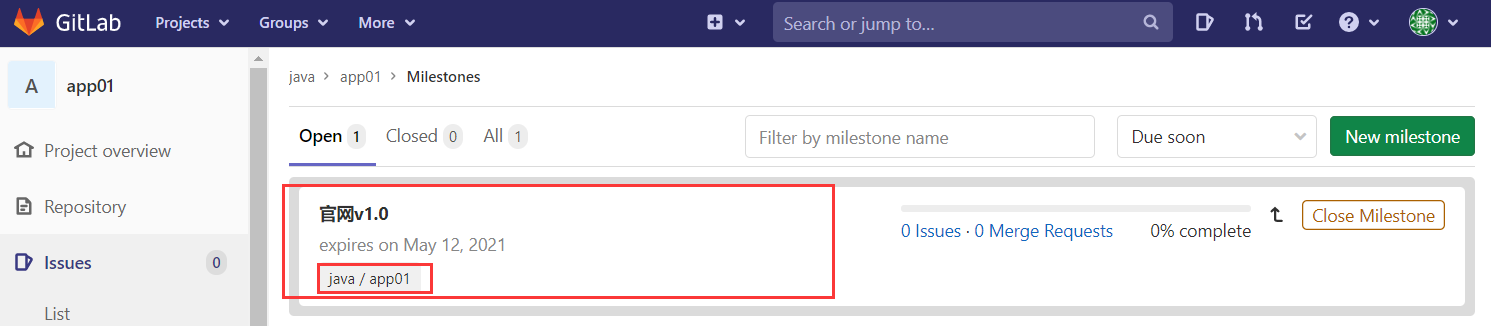 GitLab Projects Groups More Search or jump to...
A app01
java > app01 > Milestones
Open 1 Closed 0 All 1 Filter by milestone name Due soon New milestone
Project overview
Repository
Issues 0
List
官网v1.0
expires on May 12, 2021
java / app01
0 Issues · 0 Merge Requests 0% complete
Close Milestone